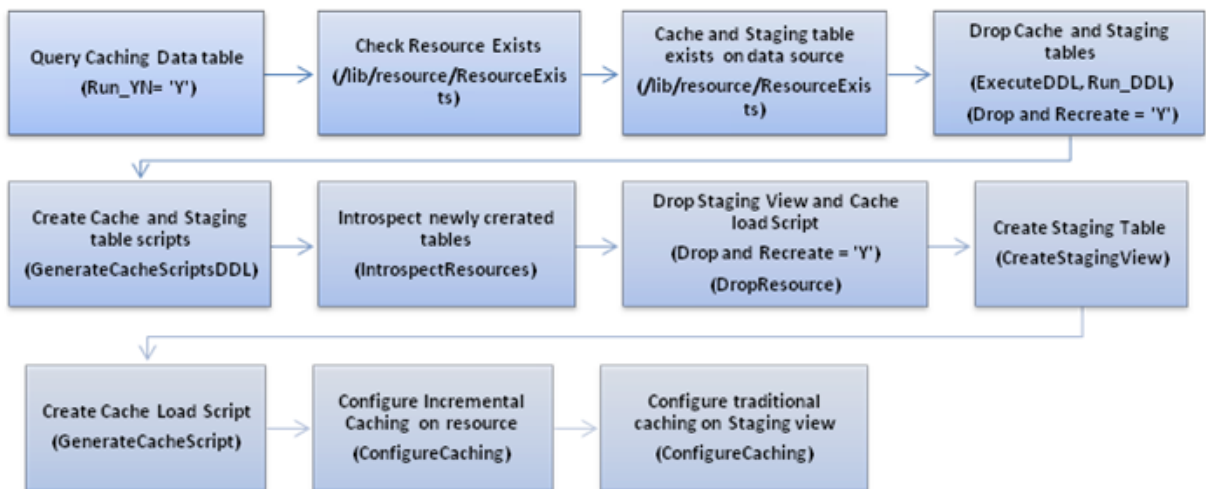 Query Caching Data table
(Run_YN= 'Y')
Check Resource Exists
(/lib/resource/ResourceExis
ts)
Cache and Staging table
exists on data source
(/lib/resource/ResourceExis
ts)
Drop Cache and Staging
tables
(ExecuteDDL, Run_DDL)
(Drop and Recreate = 'Y')
Create Cache and Staging
table scripts
(GenerateCacheScriptsDDL)
Introspect newly crerated
tables
(IntrospectResources)
Drop Staging View and Cache
load Script
(Drop and Recreate = 'Y')
(DropResource)
Create Staging Table
(CreateStagingView)
Create Cache Load Script
(GenerateCacheScript)
Configure Incremental
Caching on resource
(ConfigureCaching)
Configure traditional
caching on Staging view
(ConfigureCaching)